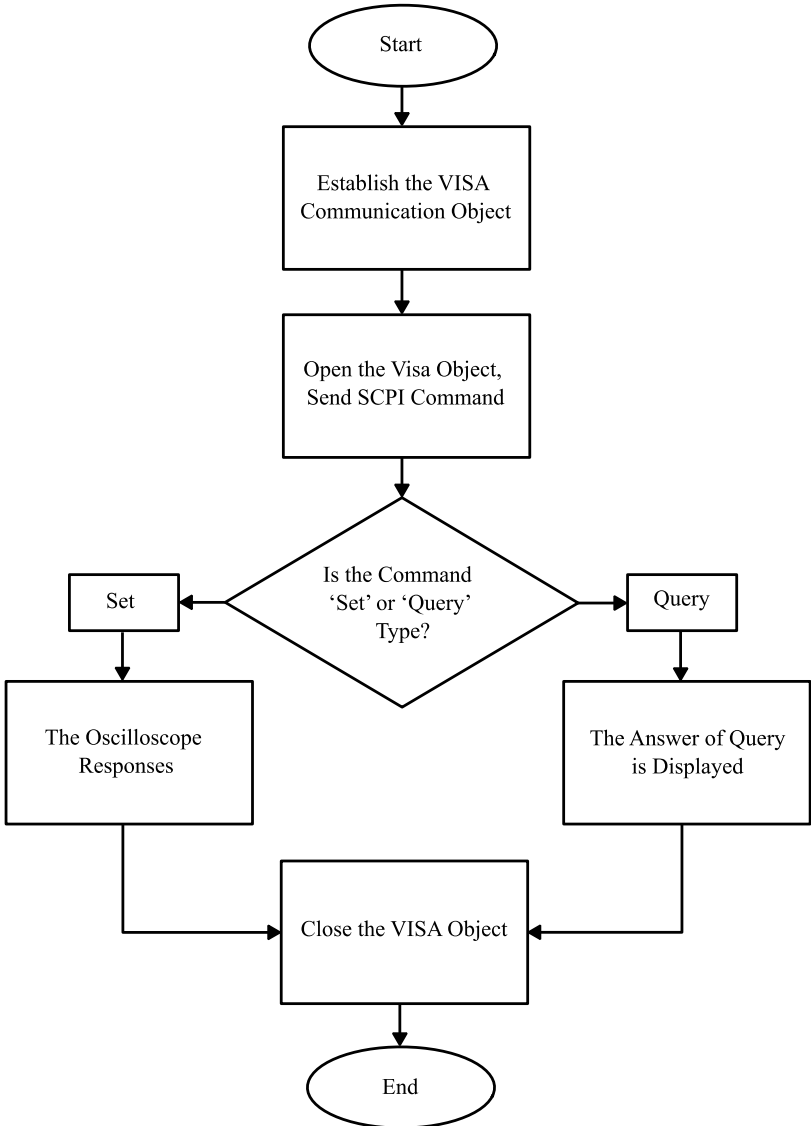 Start
Establish the VISA
Communication Object
Open the Visa Object,
Send SCPI Command
Is the Command
‘Set’ or ‘Query’
Type?
Set
Query
The Oscilloscope
Responses
The Answer of Query
is Displayed
Close the VISA Object
End